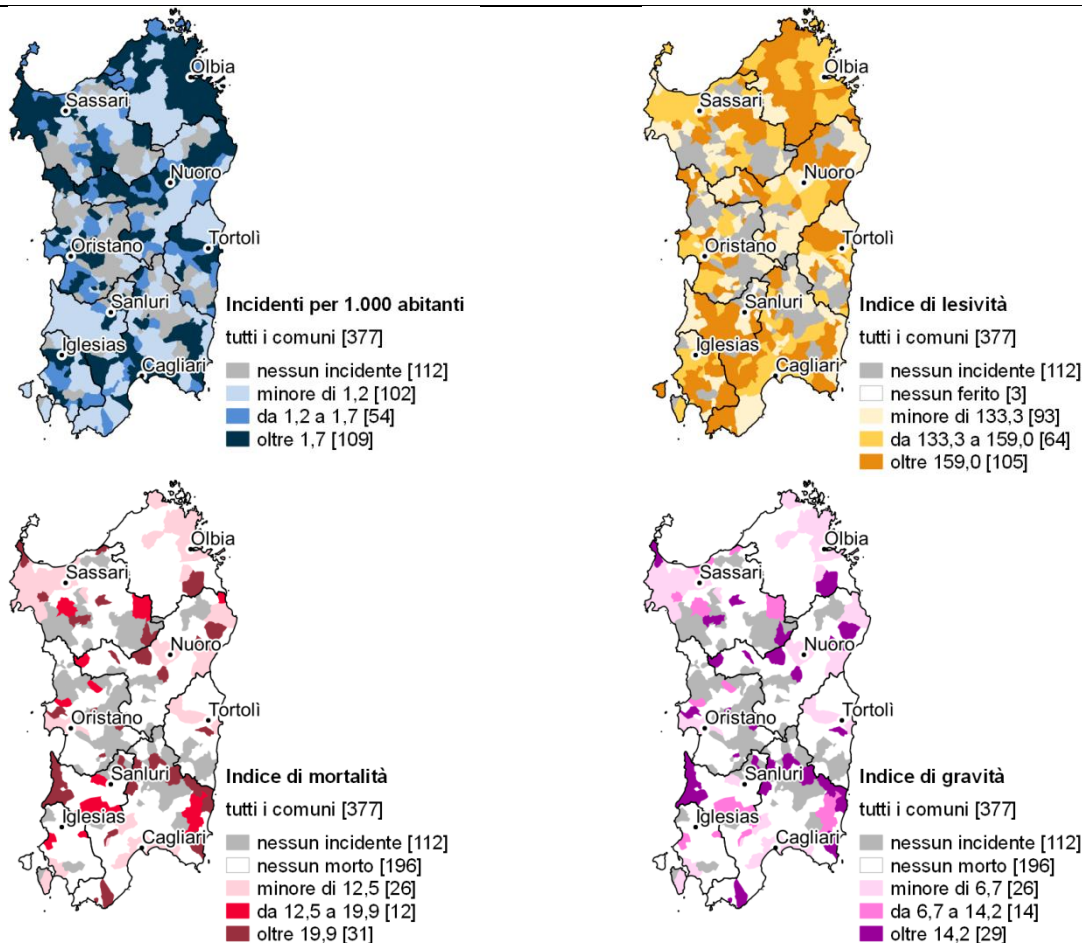 Olbia
Sassari
Nuoro
Oristano
Tortolì
Sanluri
Iglesias
Cagliari
Incidenti per 1.000 abitanti
tutti i comuni [377]
nessun incidente [112]
minore di 1,2 [102]
da 1,2 a 1,7 [54]
oltre 1,7 [109]
Olbia
Sassari
Nuoro
Oristano
Tortolì
Sanluri
Iglesias
Cagliari
Indice di lesività
tutti i comuni [377]
nessun incidente [112]
nessun ferito [3]
minore di 133,3 [93]
da 133,3 a 159,0 [64]
oltre 159,0 [105]
Olbia
Sassari
Nuoro
Oristano
Tortolì
Sanluri
Iglesias
Cagliari
Indice di mortalità
tutti i comuni [377]
nessun incidente [112]
nessun morto [196]
minore di 12,5 [26]
da 12,5 a 19,9 [12]
oltre 19,9 [31]
Olbia
Sassari
Nuoro
Oristano
Tortolì
Sanluri
Iglesias
Cagliari
Indice di gravità
tutti i comuni [377]
nessun incidente [112]
nessun morto [196]
minore di 6,7 [26]
da 6,7 a 14,2 [14]
oltre 14,2 [29]